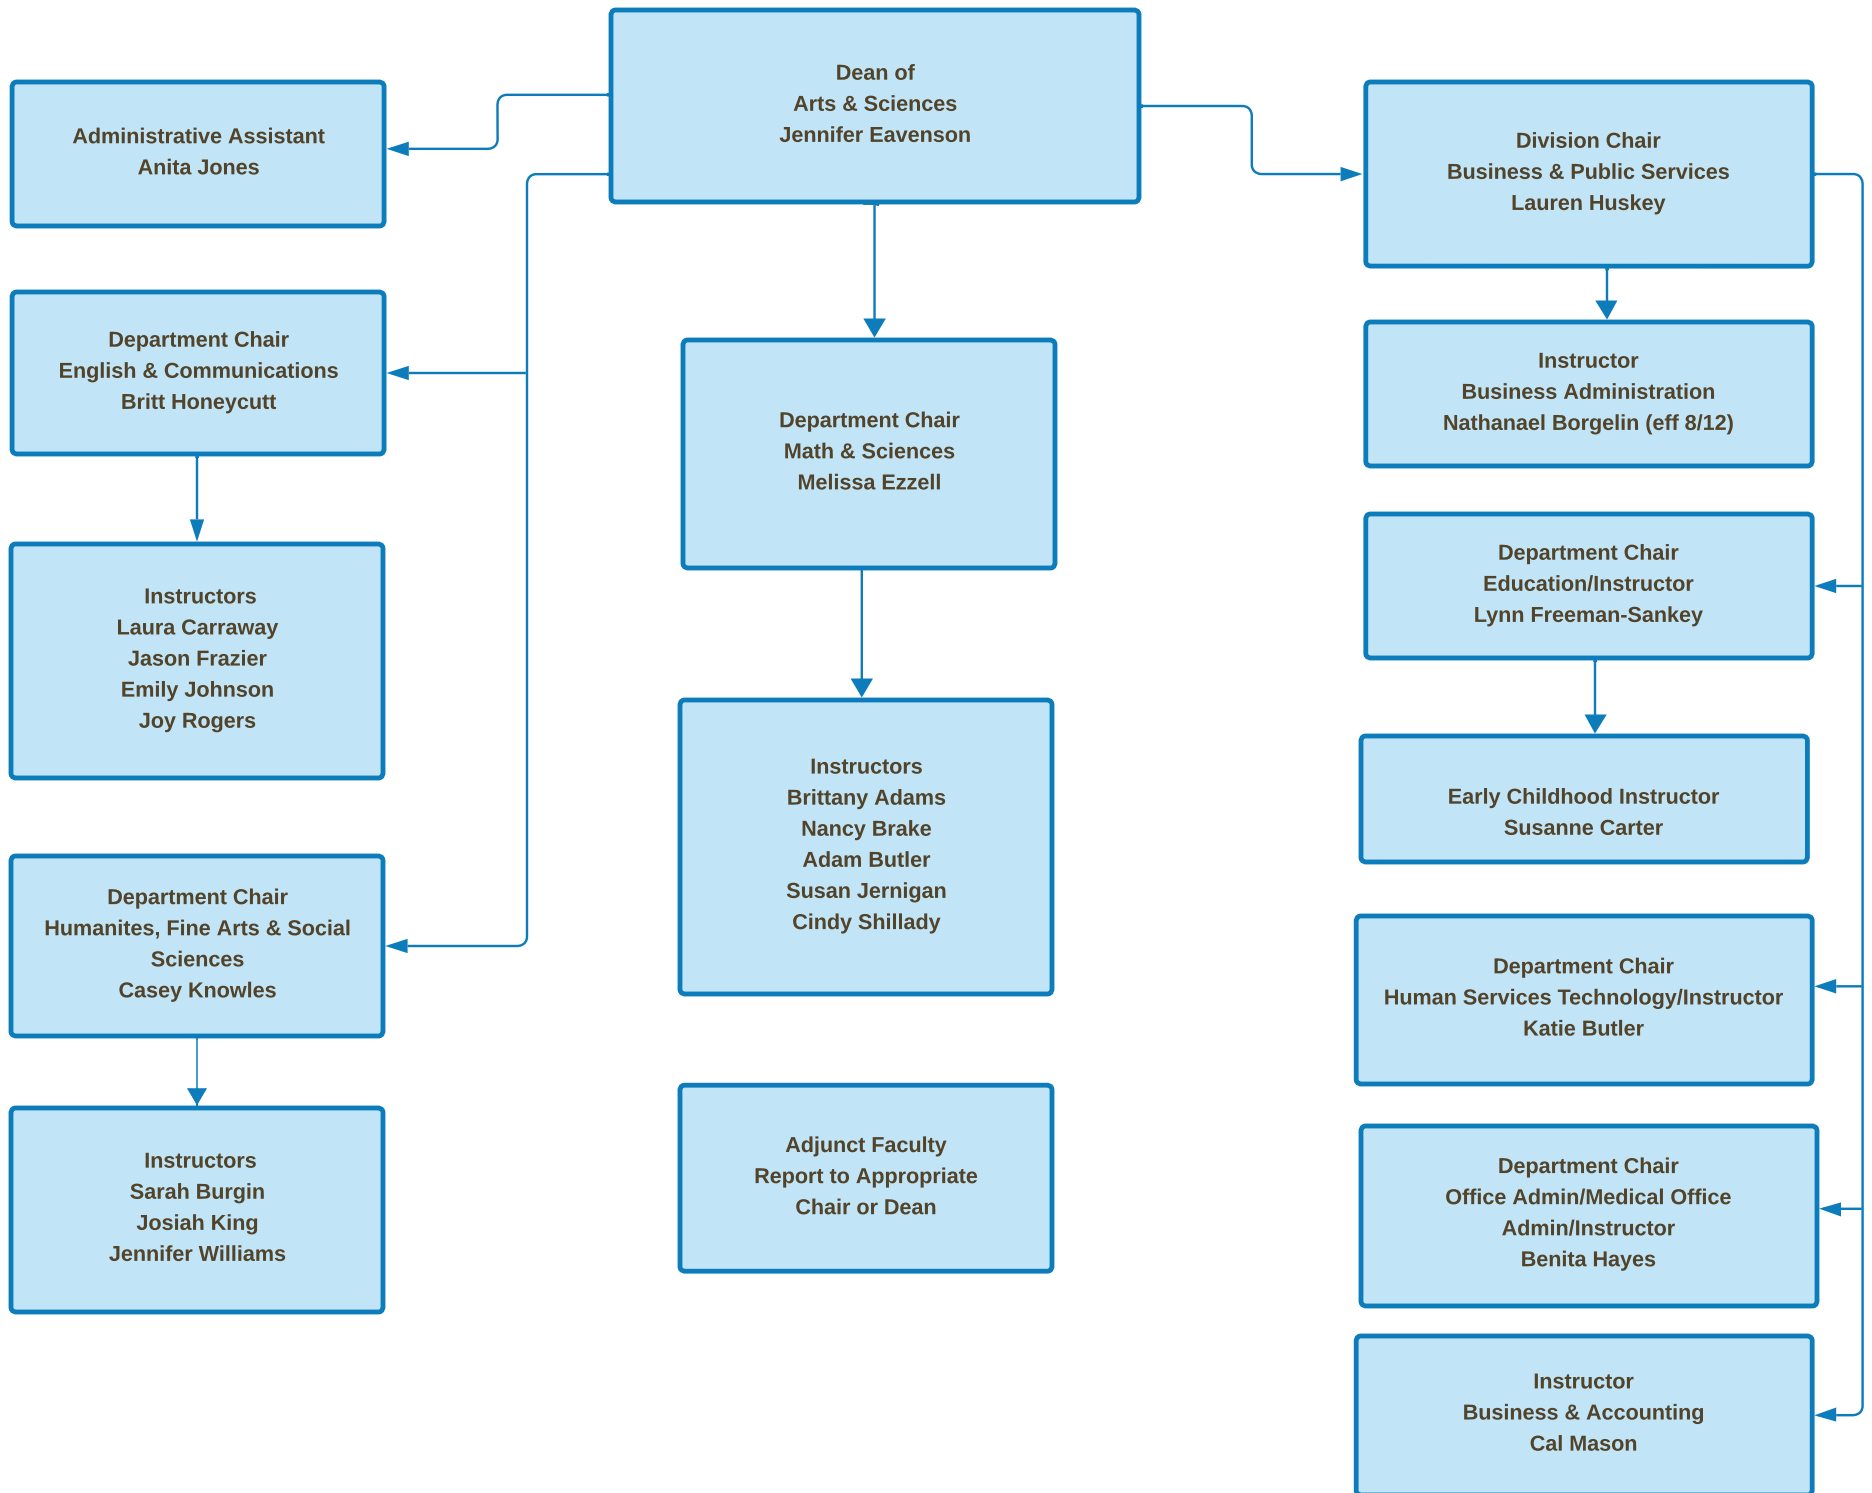 Dean of
Arts & Sciences
Jennifer Eavenson
Administrative Assistant
Anita Jones
Division Chair
Business & Public Services
Lauren Huskey
Department Chair
English & Communications
Britt Honeycutt
Department Chair
Math & Sciences
Melissa Ezzell
Instructor
Business Administration
Nathanael Borgelin (eff 8/12)
Instructors
Laura Carraway
Jason Frazier
Emily Johnson
Joy Rogers
Department Chair
Education/Instructor
Lynn Freeman-Sankey
Instructors
Brittany Adams
Nancy Brake
Adam Butler
Susan Jernigan
Cindy Shillady
Early Childhood Instructor
Susanne Carter
Department Chair
Humanites, Fine Arts & Social
Sciences
Casey Knowles
Department Chair
Human Services Technology/Instructor
Katie Butler
Instructors
Sarah Burgin
Josiah King
Jennifer Williams
Adjunct Faculty
Report to Appropriate
Chair or Dean
Department Chair
Office Admin/Medical Office
Admin/Instructor
Benita Hayes
Instructor
Business & Accounting
Cal Mason